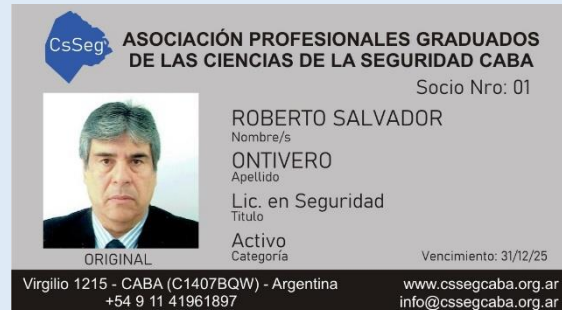 CsSeg
ASOCIACIÓN PROFESIONALES GRADUADOS
DE LAS CIENCIAS DE LA SEGURIDAD CABA
Socio Nro: 01
ROBERTO SALVADOR
Nombre/s
ONTIVERO
Apellido
Lic. en Seguridad
Titulo
Activo
Categoría
ORIGINAL
Vencimiento: 31/12/25
Virgilio 1215 - CABA (C1407BQW) - Argentina
+54 9 11 41961897
www.cssegcaba.org.ar
info@cssegcaba.org.ar